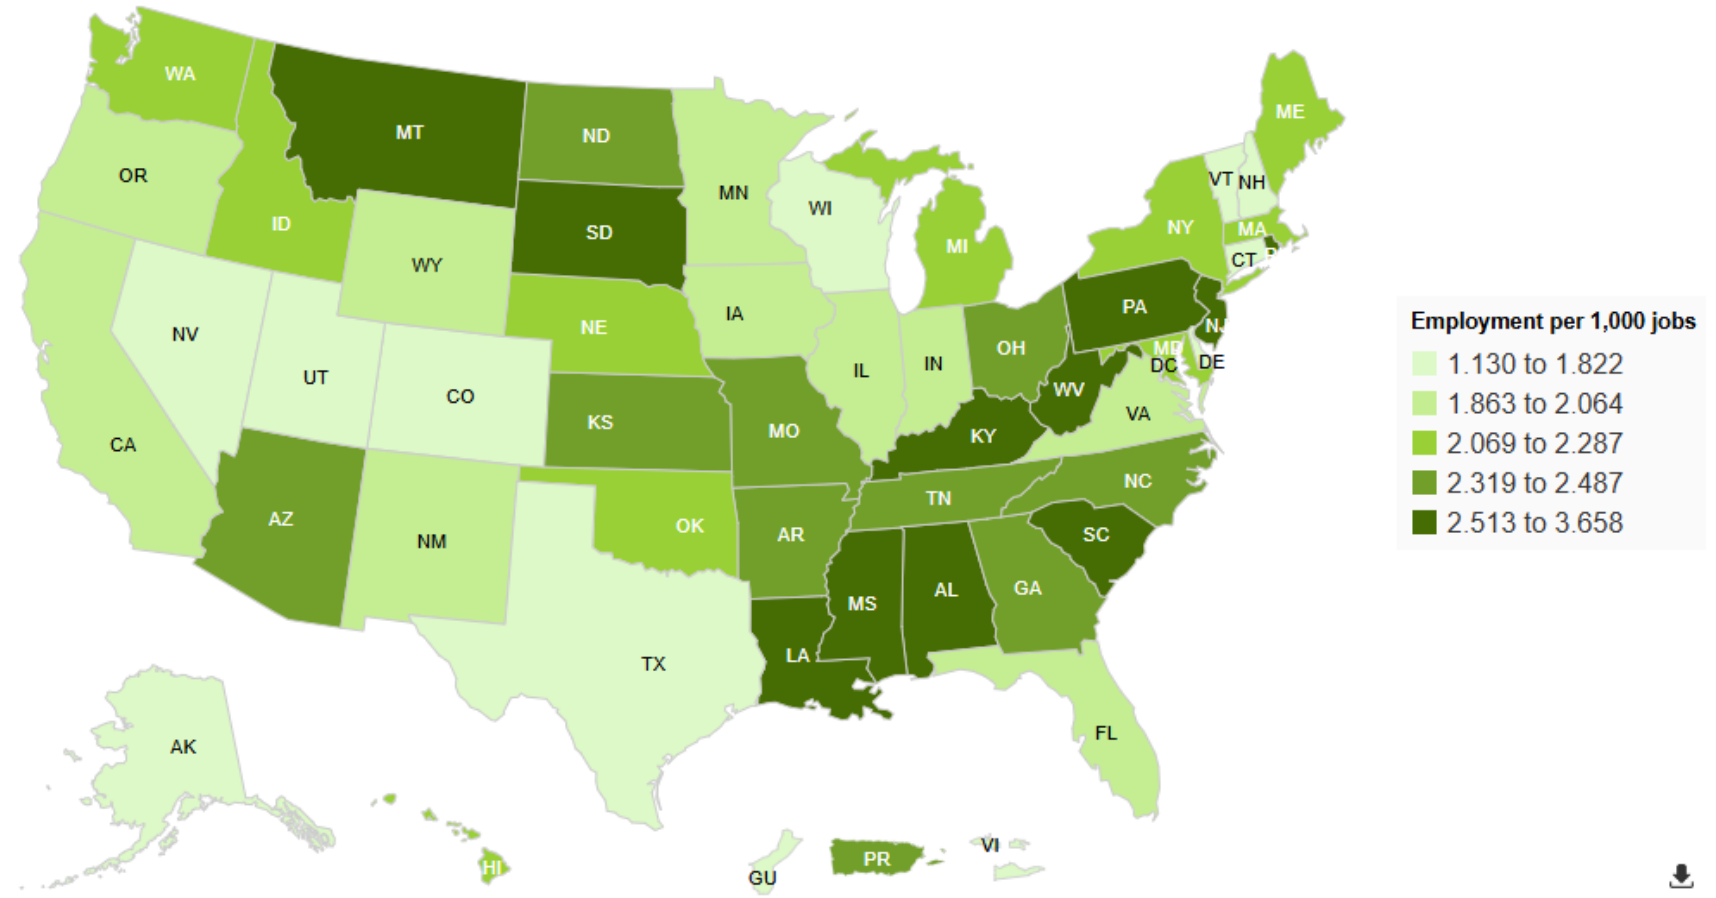 WA
MT
ND
ME
OR
MN
VT
NH
ID
WI
SD
NY
MA
MI
WY
CT
PA
IA
NE
NJ
NV
OH
MD
DC
DE
UT
IL
IN
CO
WV
VA
KS
MO
KY
CA
NC
TN
AZ
OK
AR
SC
NM
GA
AL
MS
LA
TX
FL
AK
VI
PR
HI
GU
Employment per 1,000 jobs
1.130 to 1.822
1.863 to 2.064
2.069 to 2.287
2.319 to 2.487
2.513 to 3.658